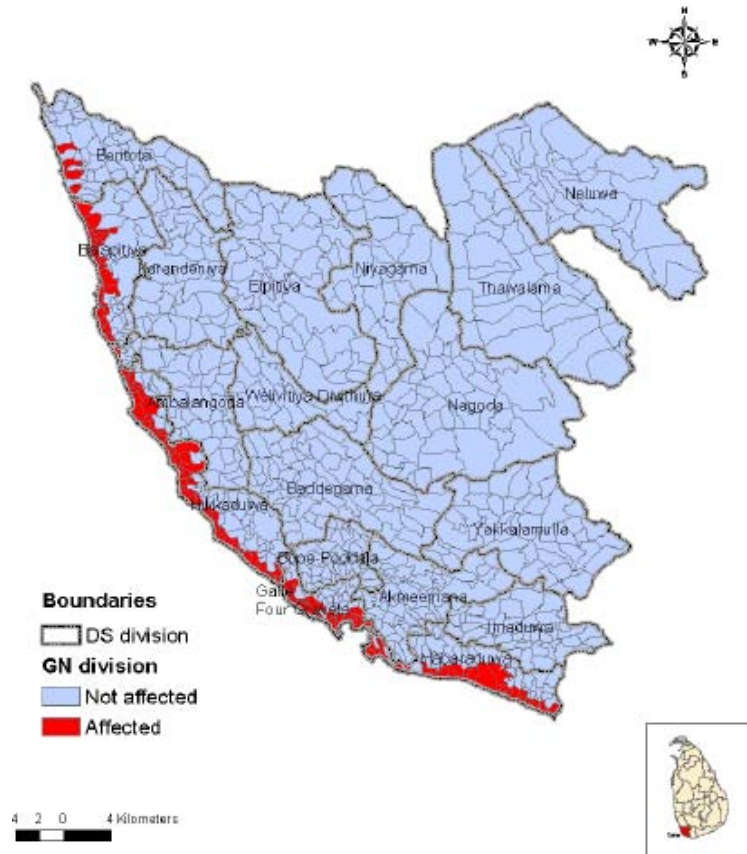 N
W E
S
Bentota
Neluwa
Balapitiya
Karandeniya
Elpitiya
Niyagama
Thawalama
Ambalangoda
Welivitiya Divithura
Nagoda
Baddegama
Hikkaduwa
Yakkalamulla
Bope-Poddala
Galle
Four Gravets
Akmeemana
Imaduwa
Habaraduwa
Boundaries
DS division
GN division
Not affected
Affected
4 2 0 4 Kilometers